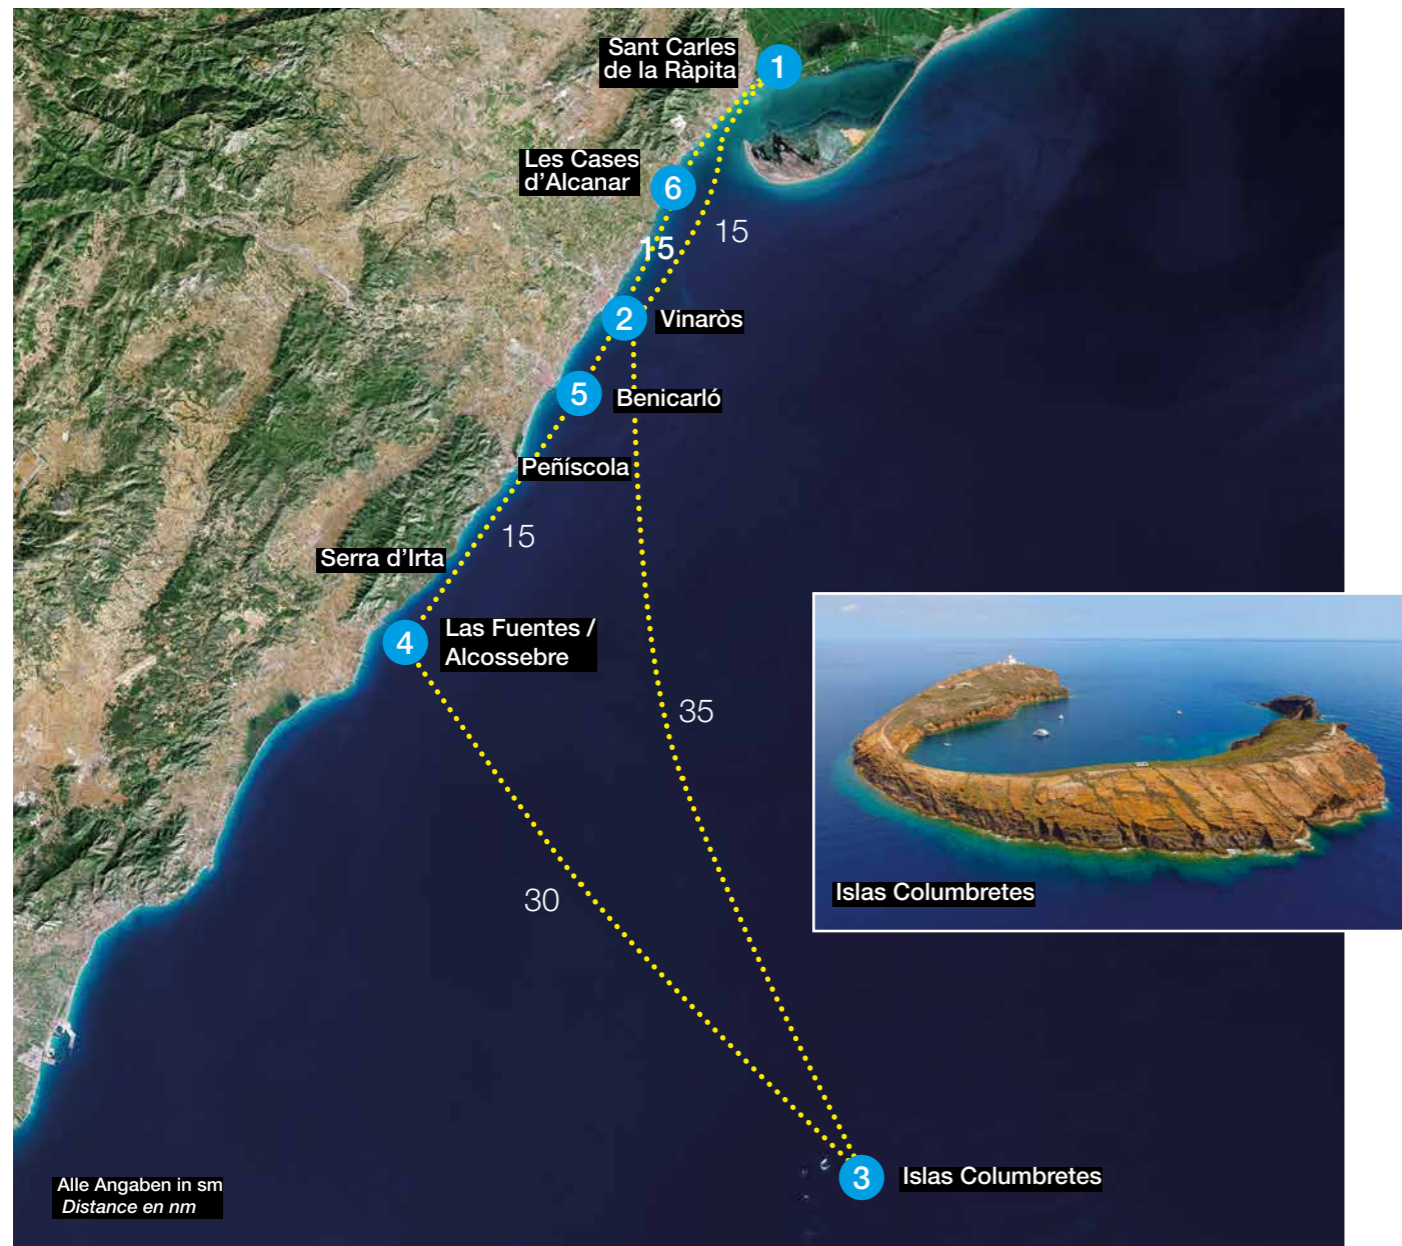 Sant Carles
de la Ràpita
1
Les Cases
d'Alcanar
6
15
15
2
Vinaròs
5
Benicarló
Peñíscola
15
Serra d'Irta
4
Las Fuentes /
Alcossebre
35
30
Islas Columbretes
3
Islas Columbretes
Alle Angaben in sm
Distance en nm